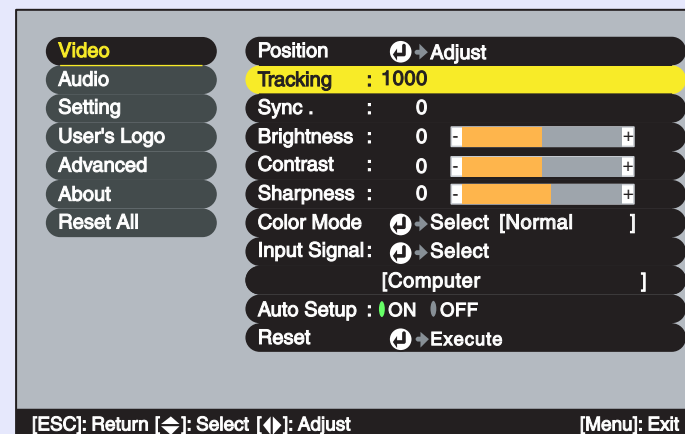 Video
Audio
Setting
User's Logo
Advanced
About
Reset All
Position Adjust
Tracking : 1000
Sync . : 0
Brightness : 0 - +
Contrast : 0 - +
Sharpness : 0 - +
Color Mode Select [Normal ]
Input Signal : Select
[Computer ]
Auto Setup : ON OFF
Reset Execute
[ESC]: Return [ ]: Select [ ]: Adjust [Menu]: Exit